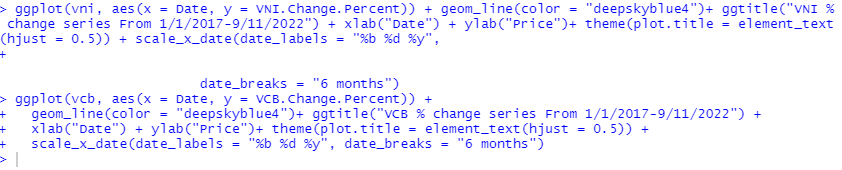 > ggplot(vni, aes(x = Date, y = VNI.Change.Percent)) + geom_line(color = "deepskyblue4")+ ggtitle("VNI %
 change series From 1/1/2017-9/11/2022") + xlab("Date") + ylab("Price")+ theme(plot.title = element_text
(hjust = 0.5)) + scale_x_date(date_labels = "%b %d %y",
+
date_breaks = "6 months")
> ggplot(vcb, aes(x = Date, y = VCB.Change.Percent)) +
+   geom_line(color = "deepskyblue4")+ ggtitle("VCB % change series From 1/1/2017-9/11/2022") +
+   xlab("Date") + ylab("Price")+ theme(plot.title = element_text(hjust = 0.5)) +
+   scale_x_date(date_labels = "%b %d %y", date_breaks = "6 months")
>